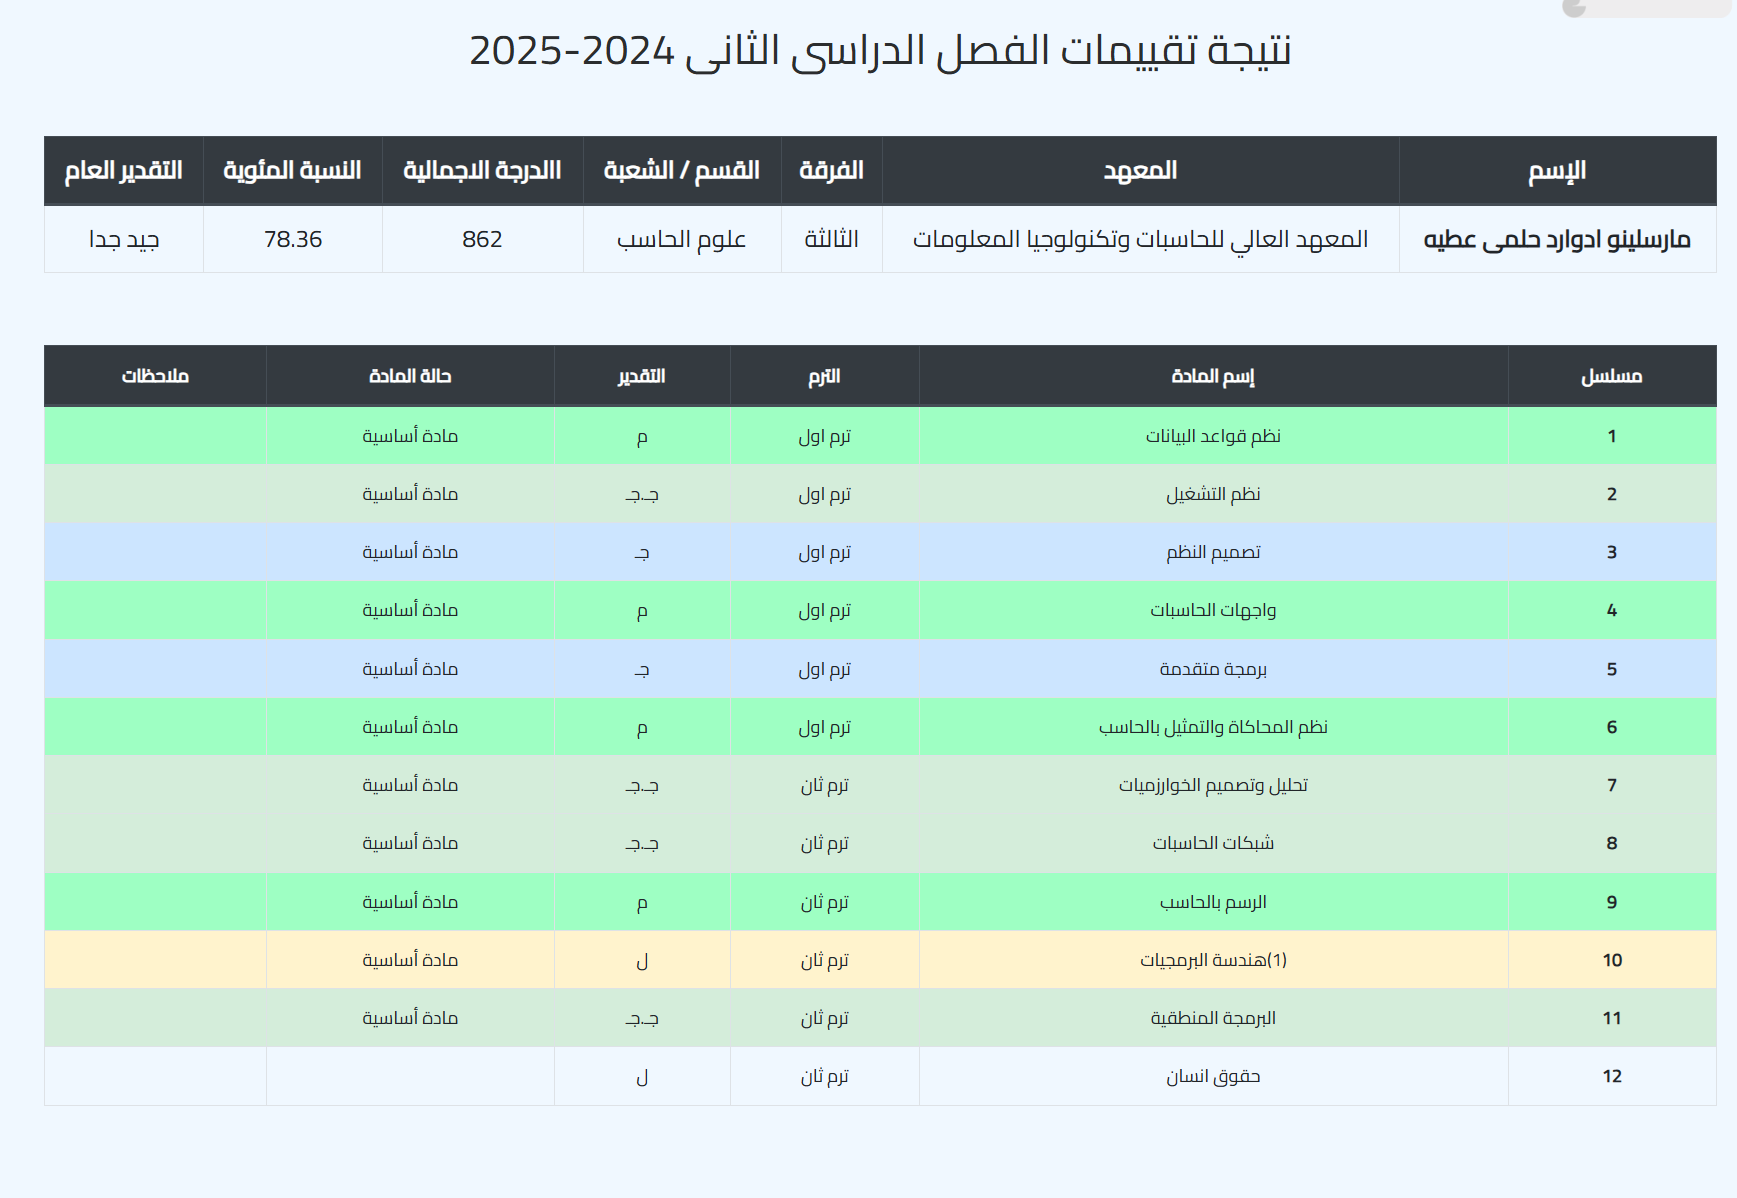 نتيجة تقييمات الفصل الدراسى الثانى 2024-2025
الإسم المعهد الفرقة القسم / الشعبة االدرجة الاجمالية النسبة المئوية التقدير العام
مارسلينو ادوارد حلمى عطيه المعهد العالي للحاسبات وتكنولوجيا المعلومات الثالثة علوم الحاسب 862 78.36 جيد جدا
مسلسل إسم المادة الترم التقدير حالة المادة ملاحظات
1 نظم قواعد البيانات ترم اول م مادة أساسية
2 نظم التشغيل ترم اول جـ.جـ مادة أساسية
3 تصميم النظم ترم اول جـ مادة أساسية
4 واجهات الحاسبات ترم اول م مادة أساسية
5 برمجة متقدمة ترم اول جـ مادة أساسية
6 نظم المحاكاة والتمثيل بالحاسب ترم اول م مادة أساسية
7 تحليل وتصميم الخوارزميات ترم ثان جـ.جـ مادة أساسية
8 شبكات الحاسبات ترم ثان جـ.جـ مادة أساسية
9 الرسم بالحاسب ترم ثان م مادة أساسية
10 (1)هندسة البرمجيات ترم ثان ل مادة أساسية
11 البرمجة المنطقية ترم ثان جـ.جـ مادة أساسية
12 حقوق انسان ترم ثان ل